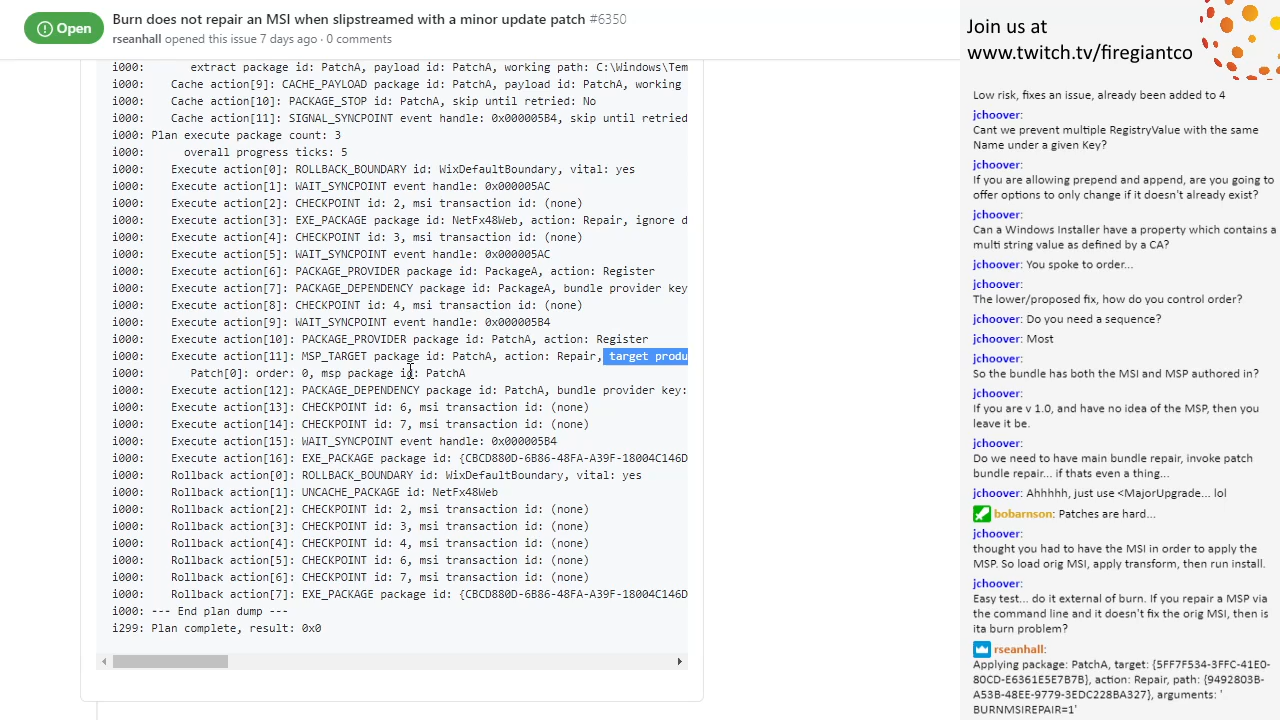 Open
Burn does not repair an MSI when slipstreamed with a minor update patch #6350
rseanhall opened this issue 7 days ago · 0 comments
i000: extract package id: PatchA, payload id: PatchA, working path: C:\Windows\Tem
i000: Cache action[9]: CACHE_PAYLOAD package id: PatchA, payload id: PatchA, working
i000: Cache action[10]: PACKAGE_STOP id: PatchA, skip until retried: No
i000: Cache action[11]: SIGNAL_SYNCPOINT event handle: 0x000005B4, skip until retried
i000: Plan execute package count: 3
i000: overall progress ticks: 5
i000: Execute action[0]: ROLLBACK_BOUNDARY id: WixDefaultBoundary, vital: yes
i000: Execute action[1]: WAIT_SYNCPOINT event handle: 0x000005AC
i000: Execute action[2]: CHECKPOINT id: 2, msi transaction id: (none)
i000: Execute action[3]: EXE_PACKAGE package id: NetFx48Web, action: Repair, ignore d
i000: Execute action[4]: CHECKPOINT id: 3, msi transaction id: (none)
i000: Execute action[5]: WAIT_SYNCPOINT event handle: 0x000005AC
i000: Execute action[6]: PACKAGE_PROVIDER package id: PackageA, action: Register
i000: Execute action[7]: PACKAGE_DEPENDENCY package id: PackageA, bundle provider key
i000: Execute action[8]: CHECKPOINT id: 4, msi transaction id: (none)
i000: Execute action[9]: WAIT_SYNCPOINT event handle: 0x000005B4
i000: Execute action[10]: PACKAGE_PROVIDER package id: PatchA, action: Register
i000: Execute action[11]: MSP_TARGET package id: PatchA, action: Repair, target produ
i000: Patch[0]: order: 0, msp package id: PatchA
i000: Execute action[12]: PACKAGE_DEPENDENCY package id: PatchA, bundle provider key:
i000: Execute action[13]: CHECKPOINT id: 6, msi transaction id: (none)
i000: Execute action[14]: CHECKPOINT id: 7, msi transaction id: (none)
i000: Execute action[15]: WAIT_SYNCPOINT event handle: 0x000005B4
i000: Execute action[16]: EXE_PACKAGE package id: {CBCD880D-6B86-48FA-A39F-18004C146D
i000: Rollback action[0]: ROLLBACK_BOUNDARY id: WixDefaultBoundary, vital: yes
i000: Rollback action[1]: UNCACHE_PACKAGE id: NetFx48Web
i000: Rollback action[2]: CHECKPOINT id: 2, msi transaction id: (none)
i000: Rollback action[3]: CHECKPOINT id: 3, msi transaction id: (none)
i000: Rollback action[4]: CHECKPOINT id: 4, msi transaction id: (none)
i000: Rollback action[5]: CHECKPOINT id: 6, msi transaction id: (none)
i000: Rollback action[6]: CHECKPOINT id: 7, msi transaction id: (none)
i000: Rollback action[7]: EXE_PACKAGE package id: {CBCD880D-6B86-48FA-A39F-18004C146D
i000: --- End plan dump ---
i299: Plan complete, result: 0x0
Join us at
www.twitch.tv/firegiantco
Low risk, fixes an issue, already been added to 4
jchoover:
Cant we prevent multiple RegistryValue with the same
Name under a given Key?
jchoover:
If you are allowing prepend and append, are you going to
offer options to only change if it doesn't already exist?
jchoover:
Can a Windows Installer have a property which contains a
multi string value as defined by a CA?
jchoover: You spoke to order...
jchoover:
The lower/proposed fix, how do you control order?
jchoover: Do you need a sequence?
jchoover: Most
jchoover:
So the bundle has both the MSI and MSP authored in?
jchoover:
If you are v 1.0, and have no idea of the MSP, then you
leave it be.
jchoover:
Do we need to have main bundle repair, invoke patch
bundle repair... if thats even a thing...
jchoover: Ahhhhh, just use <MajorUpgrade... lol
bobarnson: Patches are hard...
jchoover:
thought you had to have the MSI in order to apply the
MSP. So load orig MSI, apply transform, then run install.
jchoover:
Easy test... do it external of burn. If you repair a MSP via
the command line and it doesn't fix the orig MSI, then is
ita burn problem?
rseanhall:
Applying package: PatchA, target: {5FF7F534-3FFC-41E0-
80CD-E6361E5E7B7B}, action: Repair, path: {9492803B-
A53B-48EE-9779-3EDC228BA327}, arguments: '
BURNMSIREPAIR=1'